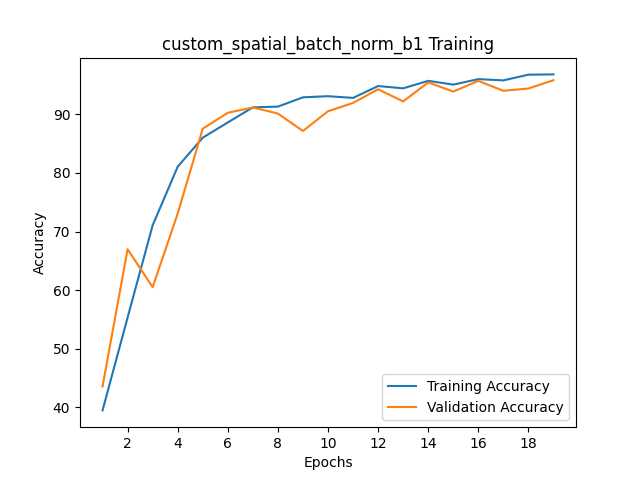 custom_spatial_batch_norm_b1 Training
Accuracy
90
80
70
60
50
40
2 4 6 8 10 12 14 16 18
Epochs
Training Accuracy
Validation Accuracy